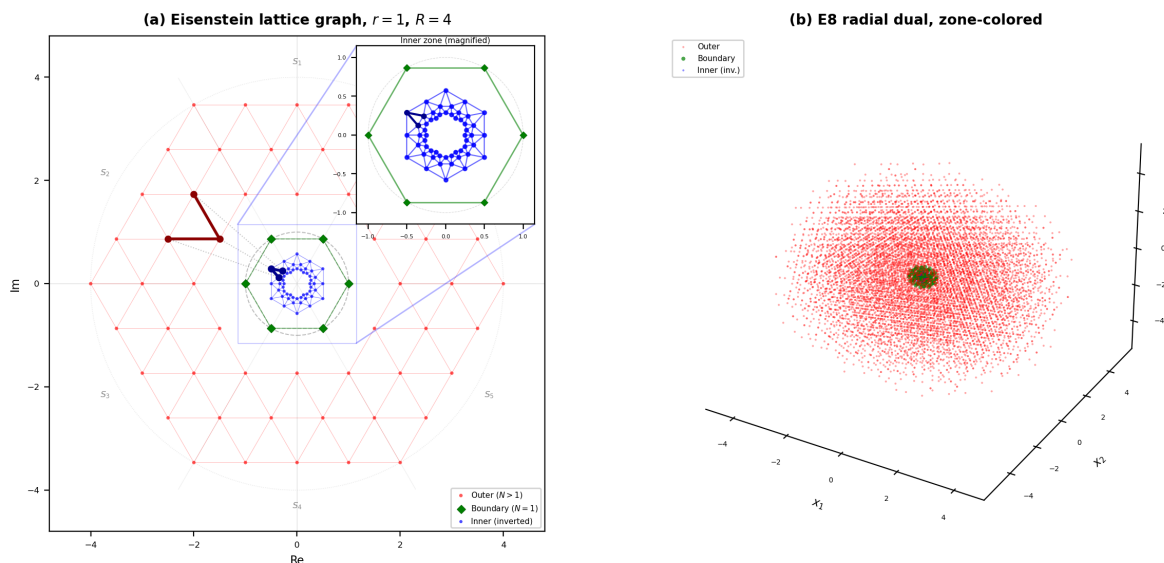 (a) Eisenstein lattice graph, r = 1, R = 4
Inner zone (magnified)
1.0
0.5
0.0
−0.5
−1.0
−1.0 −0.5 0.0 0.5 1.0
S1
S2
S3
S4
S5
4
2
0
−2
−4
Im
−4 −2 0 2 4
Re
Outer (N > 1)
Boundary (N = 1)
Inner (inverted)
(b) E8 radial dual, zone-colored
Outer
Boundary
Inner (inv.)
−4 −2 0 2 4
x1
−4 −2 0 2 4
x2
0
−2
−4